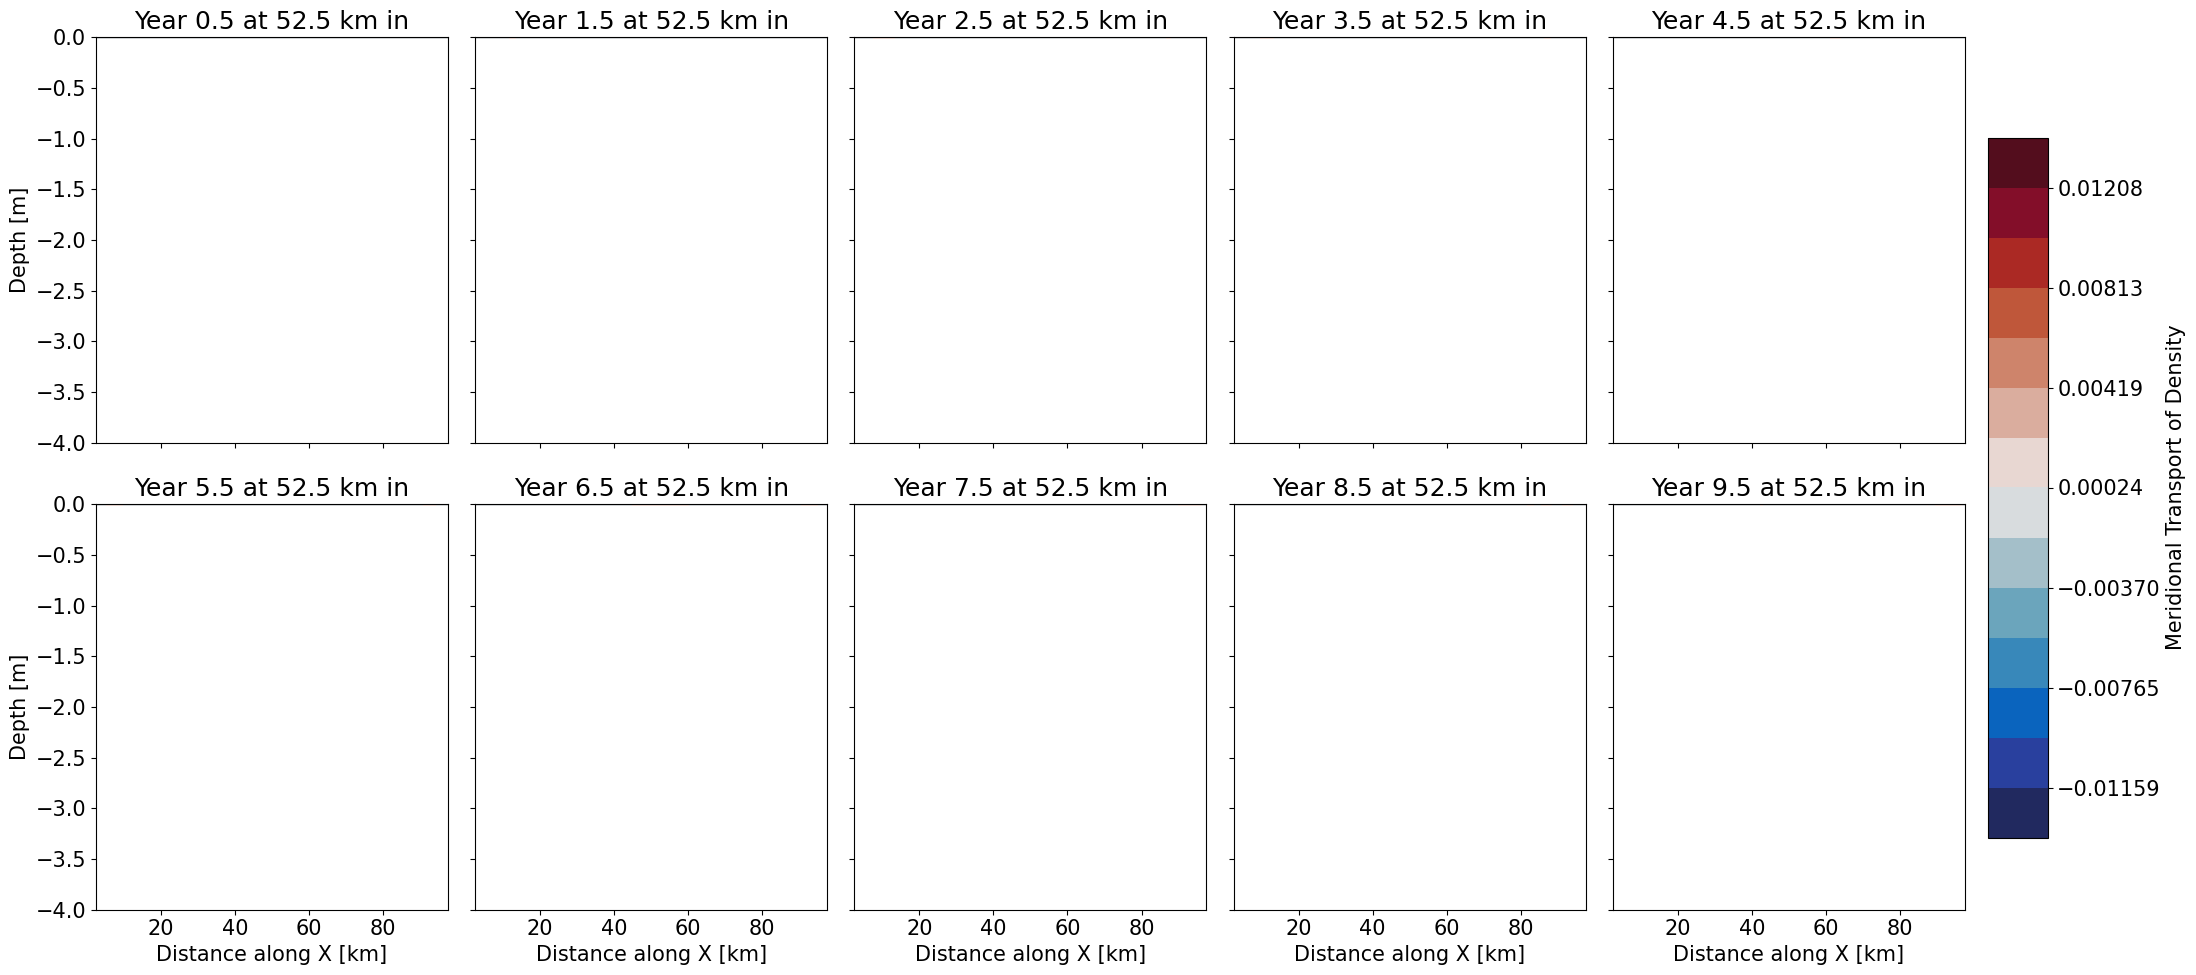 Year 0.5 at 52.5 km in
Year 1.5 at 52.5 km in
Year 2.5 at 52.5 km in
Year 3.5 at 52.5 km in
Year 4.5 at 52.5 km in
0.0
−0.5
−1.0
−1.5
−2.0
−2.5
−3.0
−3.5
−4.0
Depth [m]
Year 5.5 at 52.5 km in
Year 6.5 at 52.5 km in
Year 7.5 at 52.5 km in
Year 8.5 at 52.5 km in
Year 9.5 at 52.5 km in
0.0
−0.5
−1.0
−1.5
−2.0
−2.5
−3.0
−3.5
−4.0
Depth [m]
20 40 60 80
20 40 60 80
20 40 60 80
20 40 60 80
20 40 60 80
Distance along X [km]
Distance along X [km]
Distance along X [km]
Distance along X [km]
Distance along X [km]
0.01208
0.00813
0.00419
0.00024
−0.00370
−0.00765
−0.01159
Meridional Transport of Density